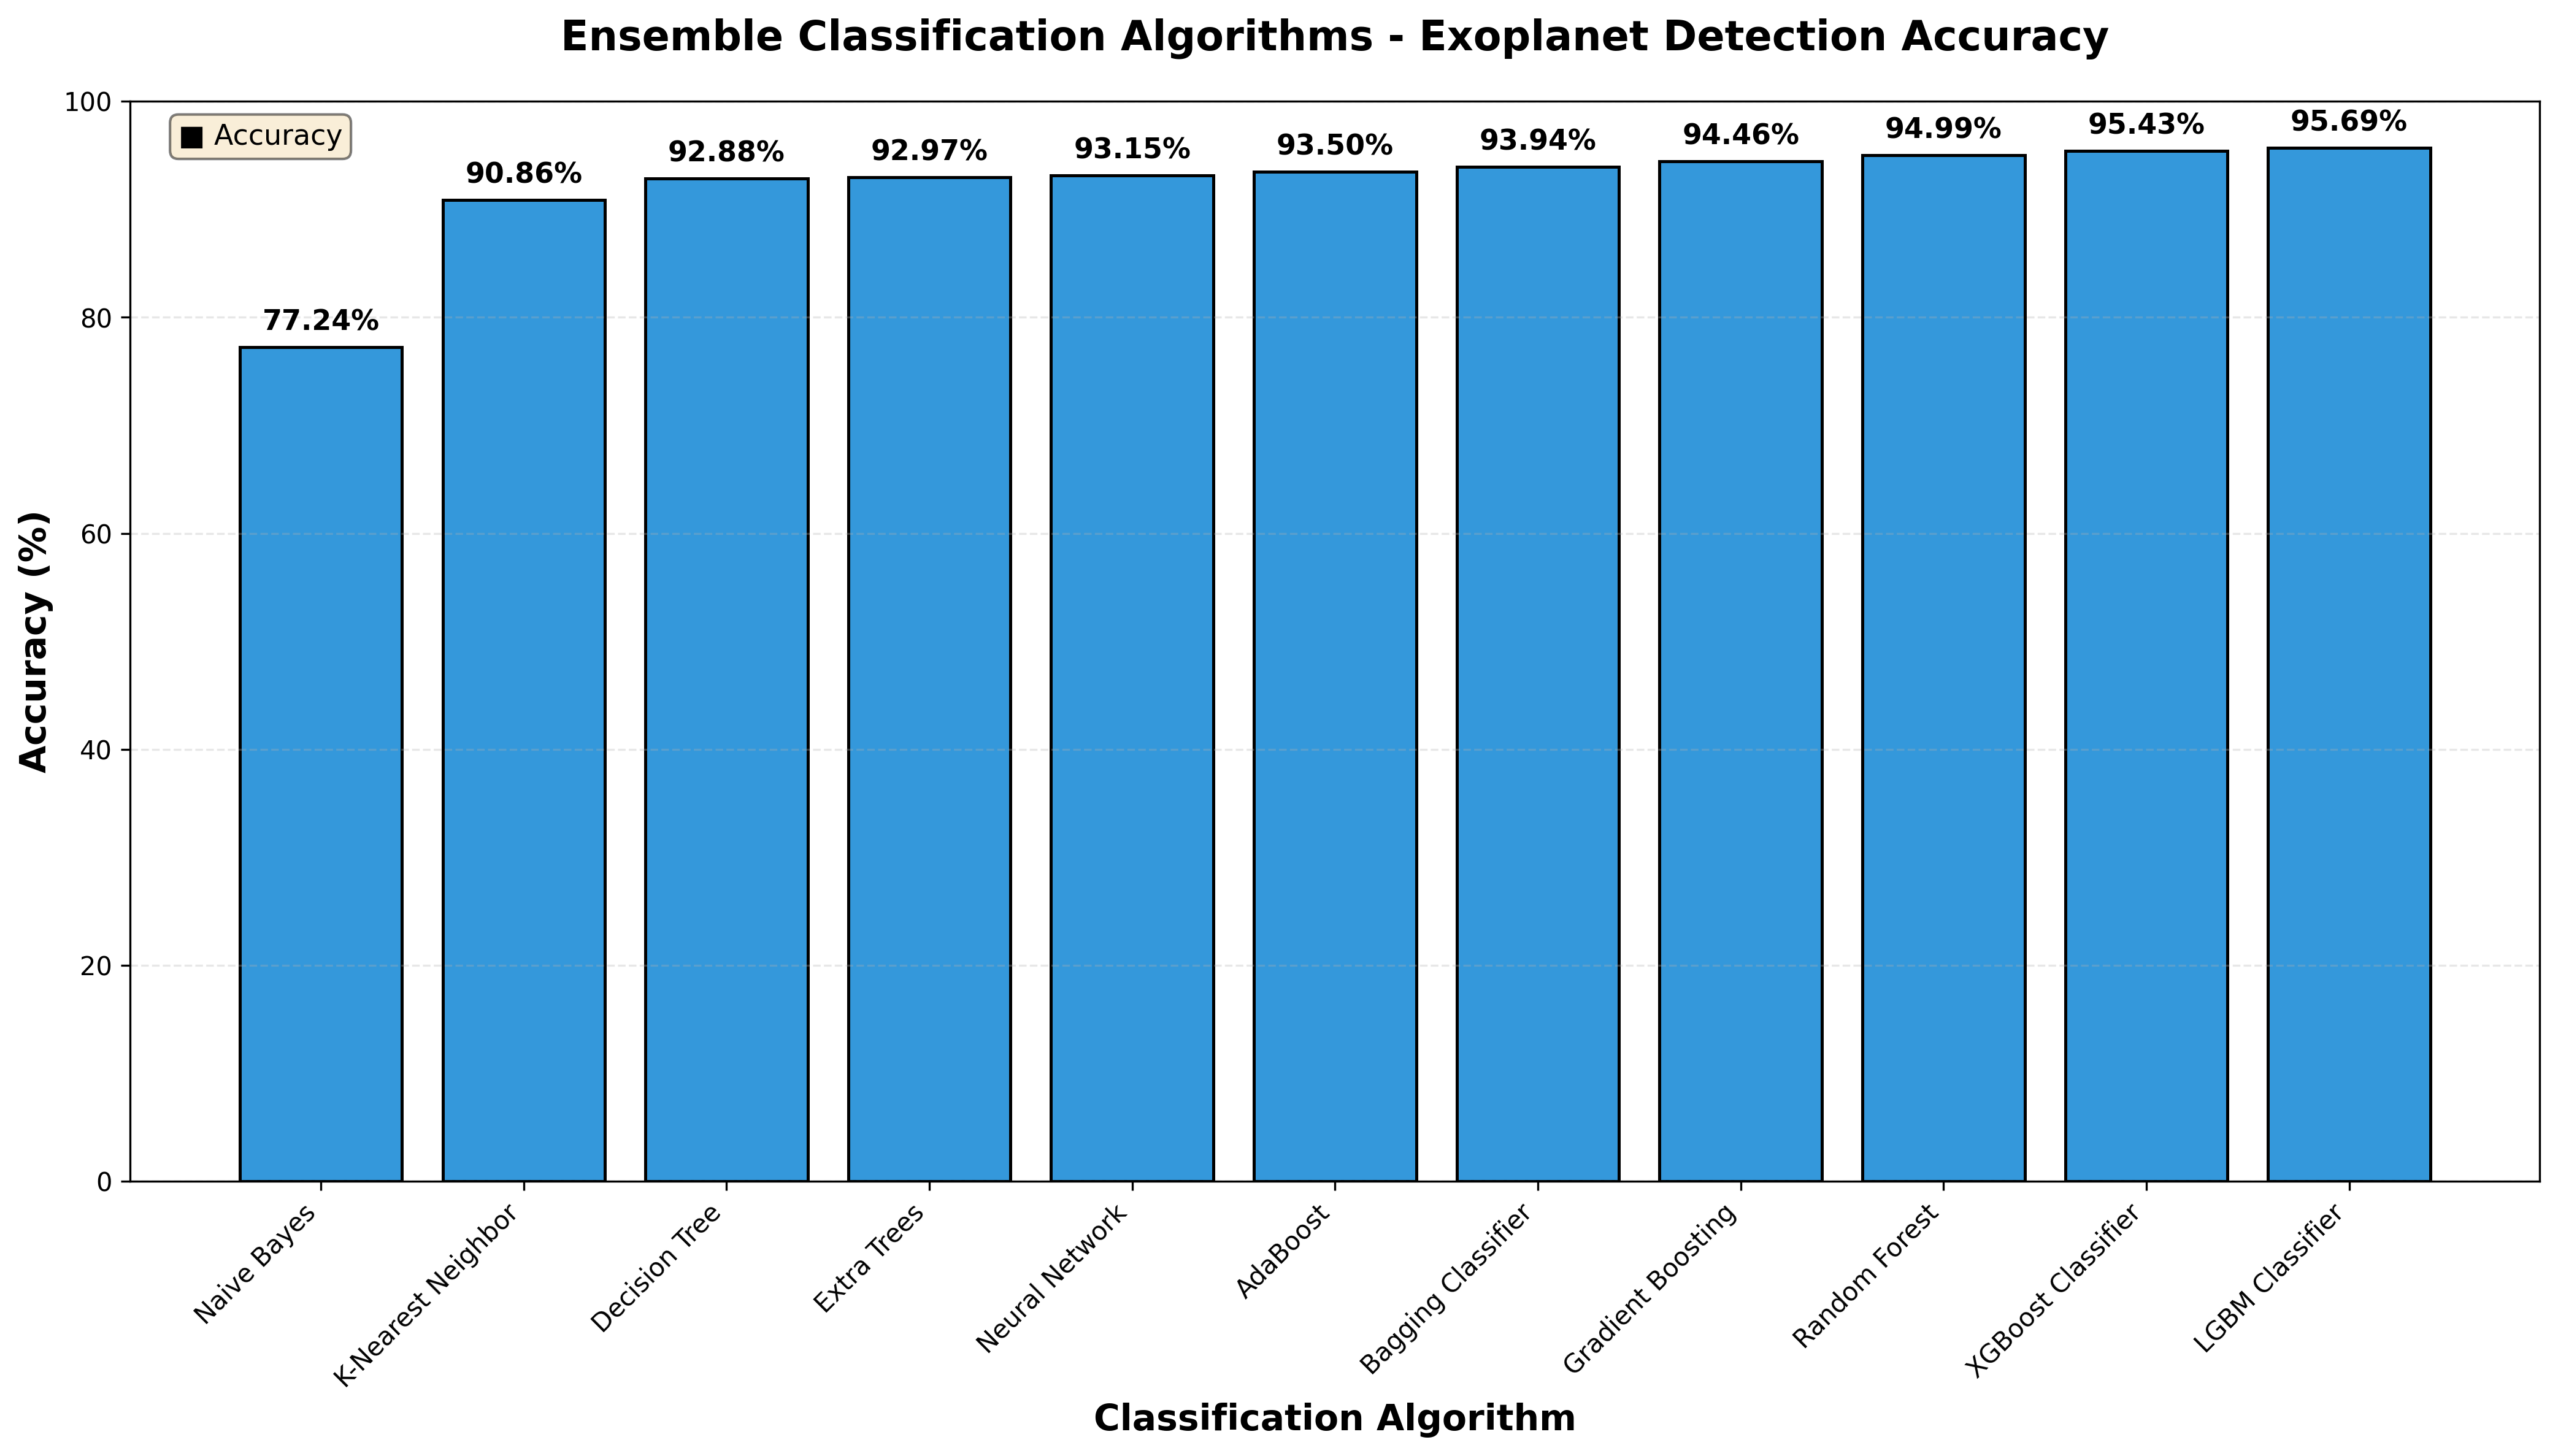 Ensemble Classification Algorithms - Exoplanet Detection Accuracy
Accuracy (%)
100
80
60
40
20
0
■ Accuracy
77.24%
90.86%
92.88%
92.97%
93.15%
93.50%
93.94%
94.46%
94.99%
95.43%
95.69%
Naive Bayes
K-Nearest Neighbor
Decision Tree
Extra Trees
Neural Network
AdaBoost
Bagging Classifier
Gradient Boosting
Random Forest
XGBoost Classifier
LGBM Classifier
Classification Algorithm